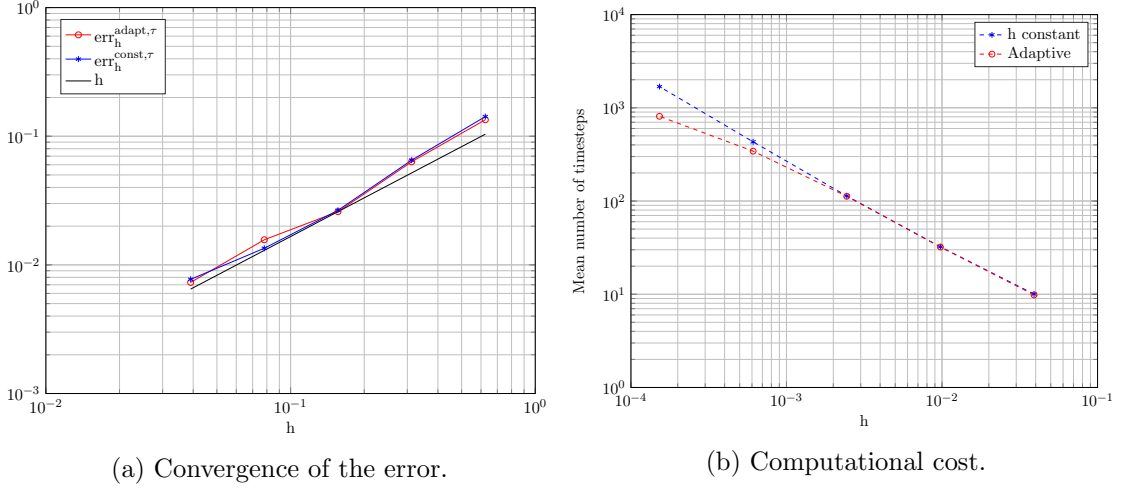 10^0
10^-1
10^-2
10^-3
err_h^adapt,τ
err_h^const,τ
h
10^-2
10^-1
10^0
h
(a) Convergence of the error.
10^4
10^3
10^2
10^1
10^0
Mean number of timesteps
h constant
Adaptive
10^-4
10^-3
10^-2
10^-1
h
(b) Computational cost.